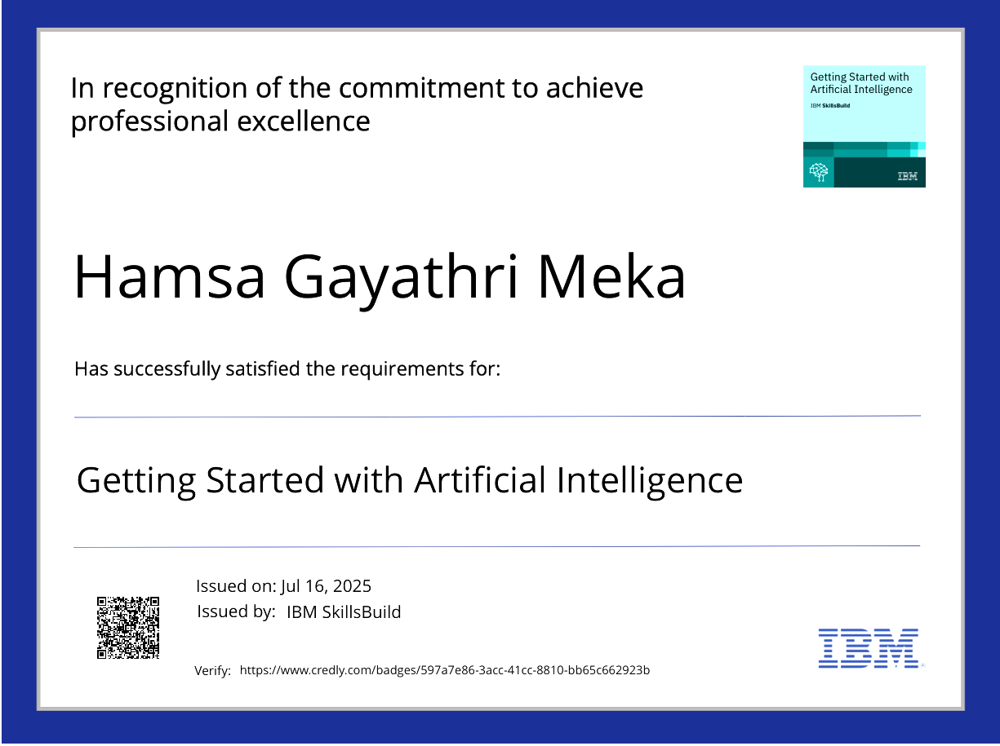 In recognition of the commitment to achieve
professional excellence
Getting Started with
Artificial Intelligence
IBM SkillsBuild
IBM
Hamsa Gayathri Meka
Has successfully satisfied the requirements for:
Getting Started with Artificial Intelligence
Issued on: Jul 16, 2025
Issued by: IBM SkillsBuild
IBM
Verify: https://www.credly.com/badges/597a7e86-3acc-41cc-8810-bb65c662923b